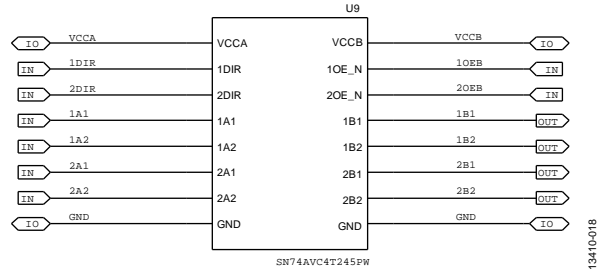 U9
IO VCCA VCCA VCCB VCCB IO
IN 1DIR 1DIR 1OE_N 1OEB IN
IN 2DIR 2DIR 2OE_N 2OEB IN
IN 1A1 1A1 1B1 1B1 OUT
IN 1A2 1A2 1B2 1B2 OUT
IN 2A1 2A1 2B1 2B1 OUT
IN 2A2 2A2 2B2 2B2 OUT
IO GND GND GND GND IO
SN74AVC4T245PW
13410-018